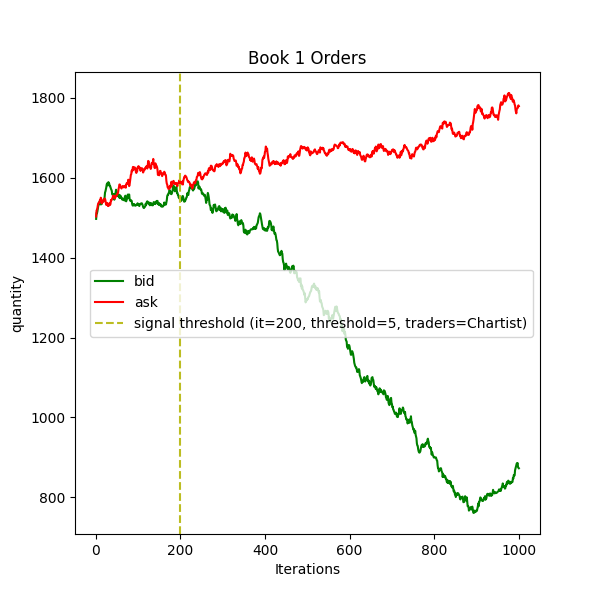 Book 1 Orders
quantity
1800
1600
1400
1200
1000
800
bid
ask
signal threshold (it=200, threshold=5, traders=Chartist)
0 200 400 600 800 1000
Iterations